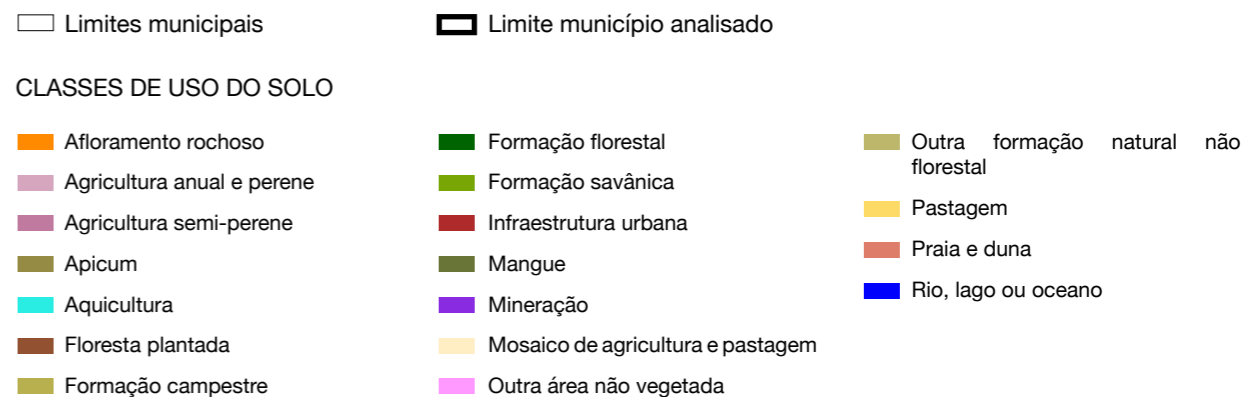 Limites municipais
Limite município analisado
CLASSES DE USO DO SOLO
Afloramento rochoso
Agricultura anual e perene
Agricultura semi-perene
Apicum
Aquicultura
Floresta plantada
Formação campestre
Formação florestal
Formação savânica
Infraestrutura urbana
Mangue
Mineração
Mosaico de agricultura e pastagem
Outra área não vegetada
Outra formação natural não
florestal
Pastagem
Praia e duna
Rio, lago ou oceano